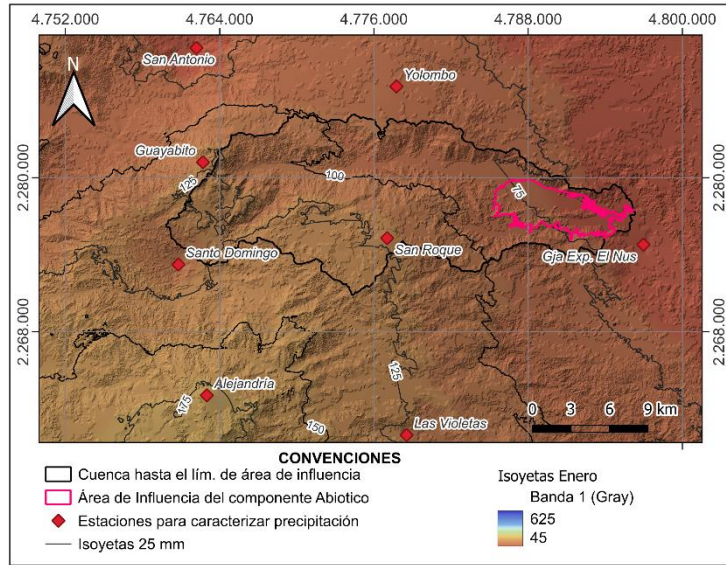 4.752.000 4.764.000 4.776.000 4.788.000 4.800.000
San Antonio
N
Yolombo
Guayabito
2.280.000 2.280.000
125
100
75
San Roque
Santo Domingo
Gja Exp. El Nus
2.268.000 2.268.000
125
Alejandría
175
150
Las Violetas
0 3 6 9 km
CONVENCIONES
Cuenca hasta el lím. de área de influencia
Área de Influencia del componente Abiotico
Estaciones para caracterizar precipitación
Isoyetas 25 mm
Isoyetas Enero
Banda 1 (Gray)
625
45